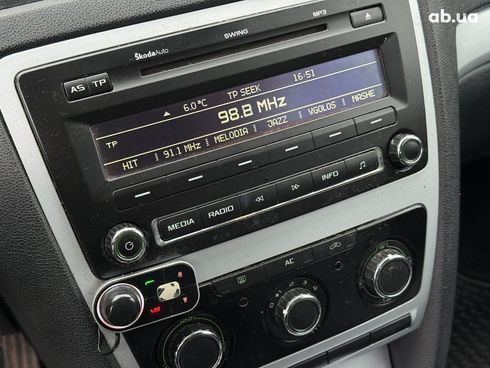 ab.ua
ŠkodaAuto
SWING
MP3
AS TP
6.0°C TP SEEK 16:51
TP
98.8 MHz
HIT 91.1 MHz MELODIA JAZZ VGOLOS NASHE
MEDIA RADIO INFO
AC